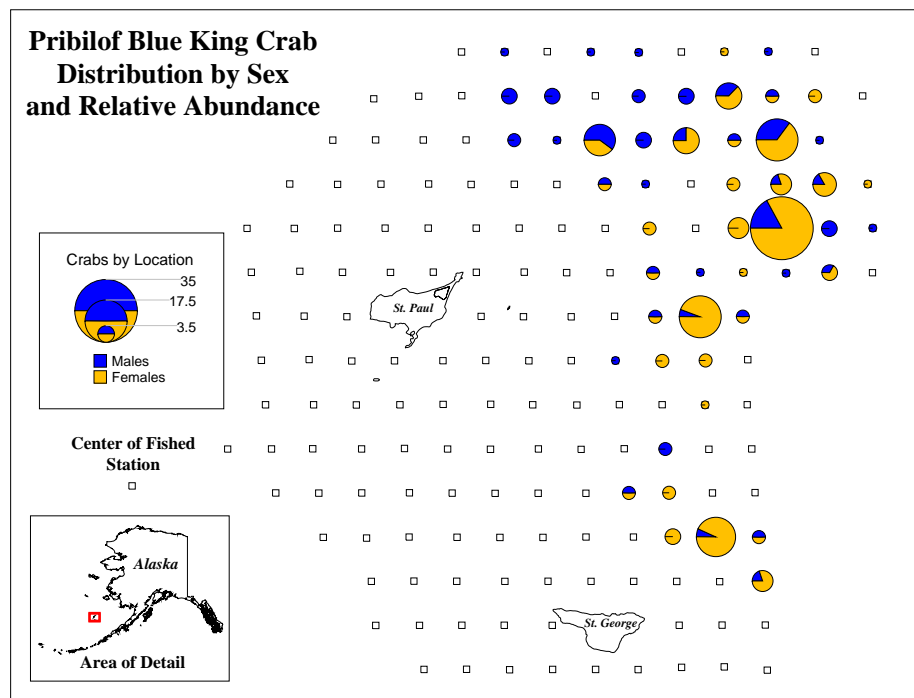 Pribilof Blue King Crab
Distribution by Sex
and Relative Abundance
Crabs by Location
35
17.5
3.5
Males
Females
St. Paul
Center of Fished
Station
Alaska
Area of Detail
St. George